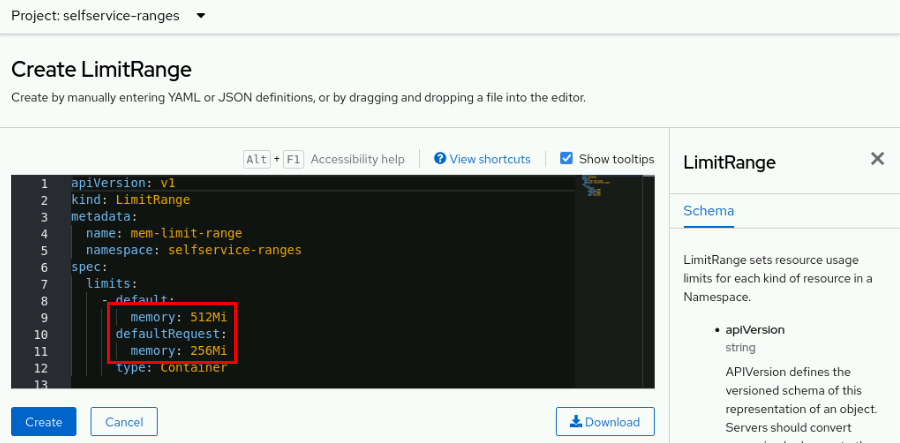 Project: selfservice-ranges
Create LimitRange
Create by manually entering YAML or JSON definitions, or by dragging and dropping a file into the editor.
Alt + F1 Accessibility help View shortcuts Show tooltips
1 apiVersion: v1
2 kind: LimitRange
3 metadata:
4 name: mem-limit-range
5 namespace: selfservice-ranges
6 spec:
7 limits:
8 - default:
9 memory: 512Mi
10 defaultRequest:
11 memory: 256Mi
12 type: Container
13
Create Cancel Download
LimitRange
Schema
LimitRange sets resource usage
limits for each kind of resource in a
Namespace.
• apiVersion
string
APIVersion defines the
versioned schema of this
representation of an object.
Servers should convert